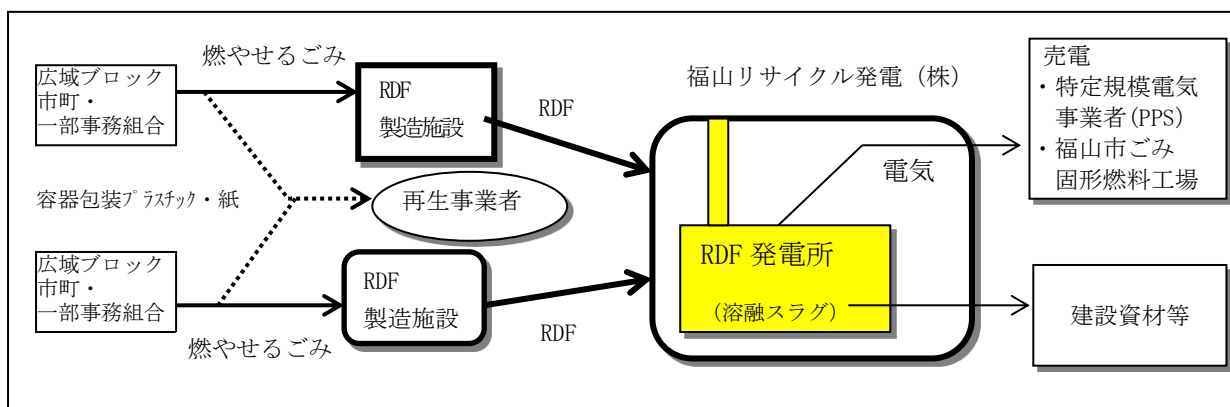 広域ブロック
市町・
一部事務組合
燃やせるごみ
RDF
製造施設
RDF
福山リサイクル発電（株）
売電
・特定規模電気
事業者(PPS)
・福山市ごみ
固形燃料工場
容器包装ﾌﾟﾗｽﾁｯｸ・紙
再生事業者
電気
RDF 発電所
（溶融スラグ）
広域ブロック
市町・
一部事務組合
燃やせるごみ
RDF
製造施設
RDF
建設資材等